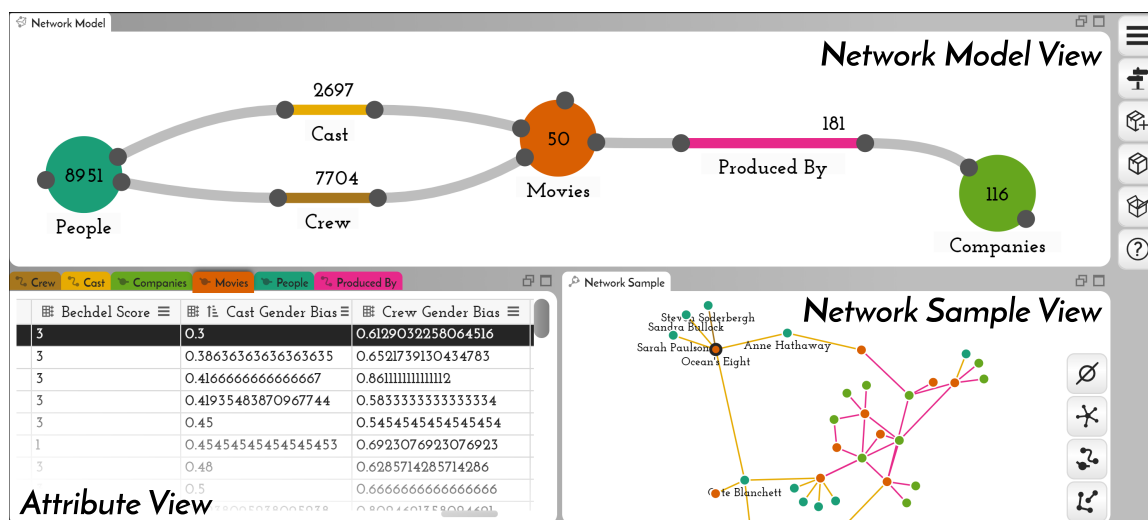 Network Model
Network Model View
2697
Cast
8951
People
7704
Crew
50
Movies
181
Produced By
116
Companies
Crew
Cast
Companies
Movies
People
Produced By
Bechdel Score
Cast Gender Bias
Crew Gender Bias
3 0.3 0.6129032258064516
3 0.38636363636363635 0.6521739130434783
3 0.4166666666666667 0.8611111111111112
3 0.41935483870967744 0.5833333333333334
3 0.45 0.5454545454545454
1 0.45454545454545453 0.6923076923076923
3 0.48 0.6285714285714286
0.5 0.6666666666666666
Attribute View
Network Sample
Network Sample View
Steven Soderbergh
Sandra Bullock
Sarah Paulson
Ocean's Eight
Anne Hathaway
Cate Blanchett
?